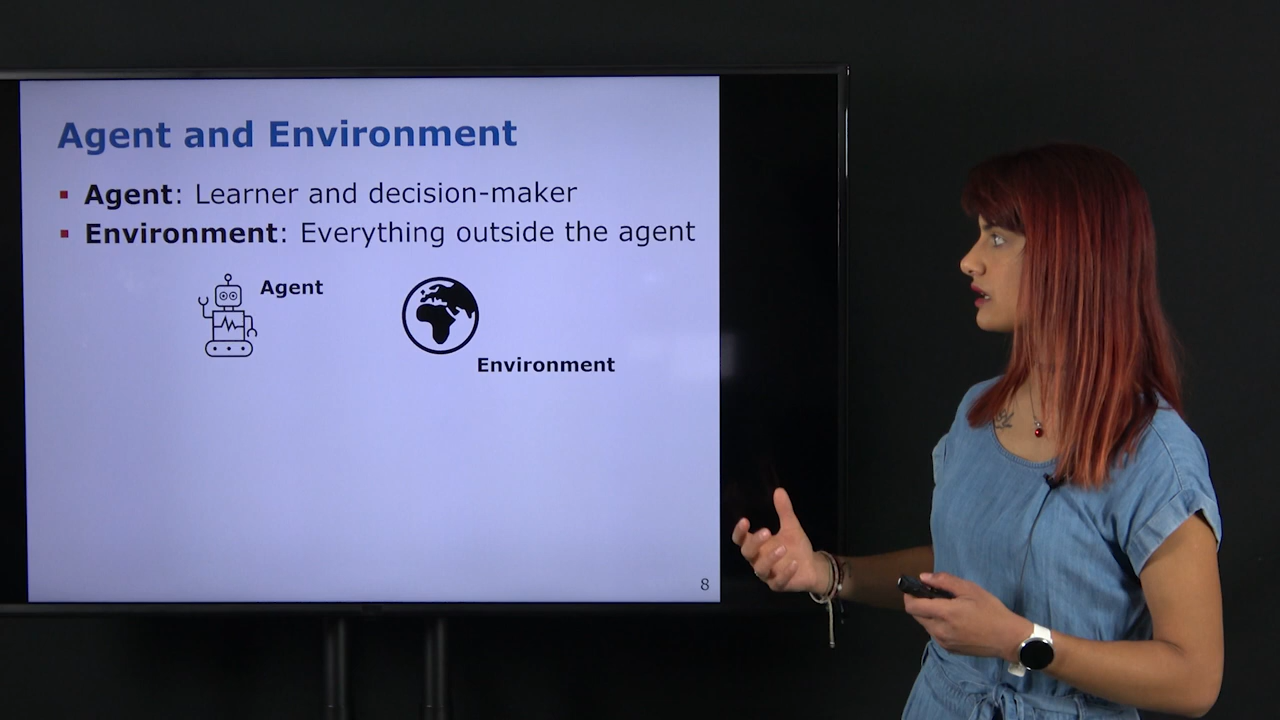 Agent and Environment
▪ Agent: Learner and decision-maker
▪ Environment: Everything outside the agent
Agent
Environment
8